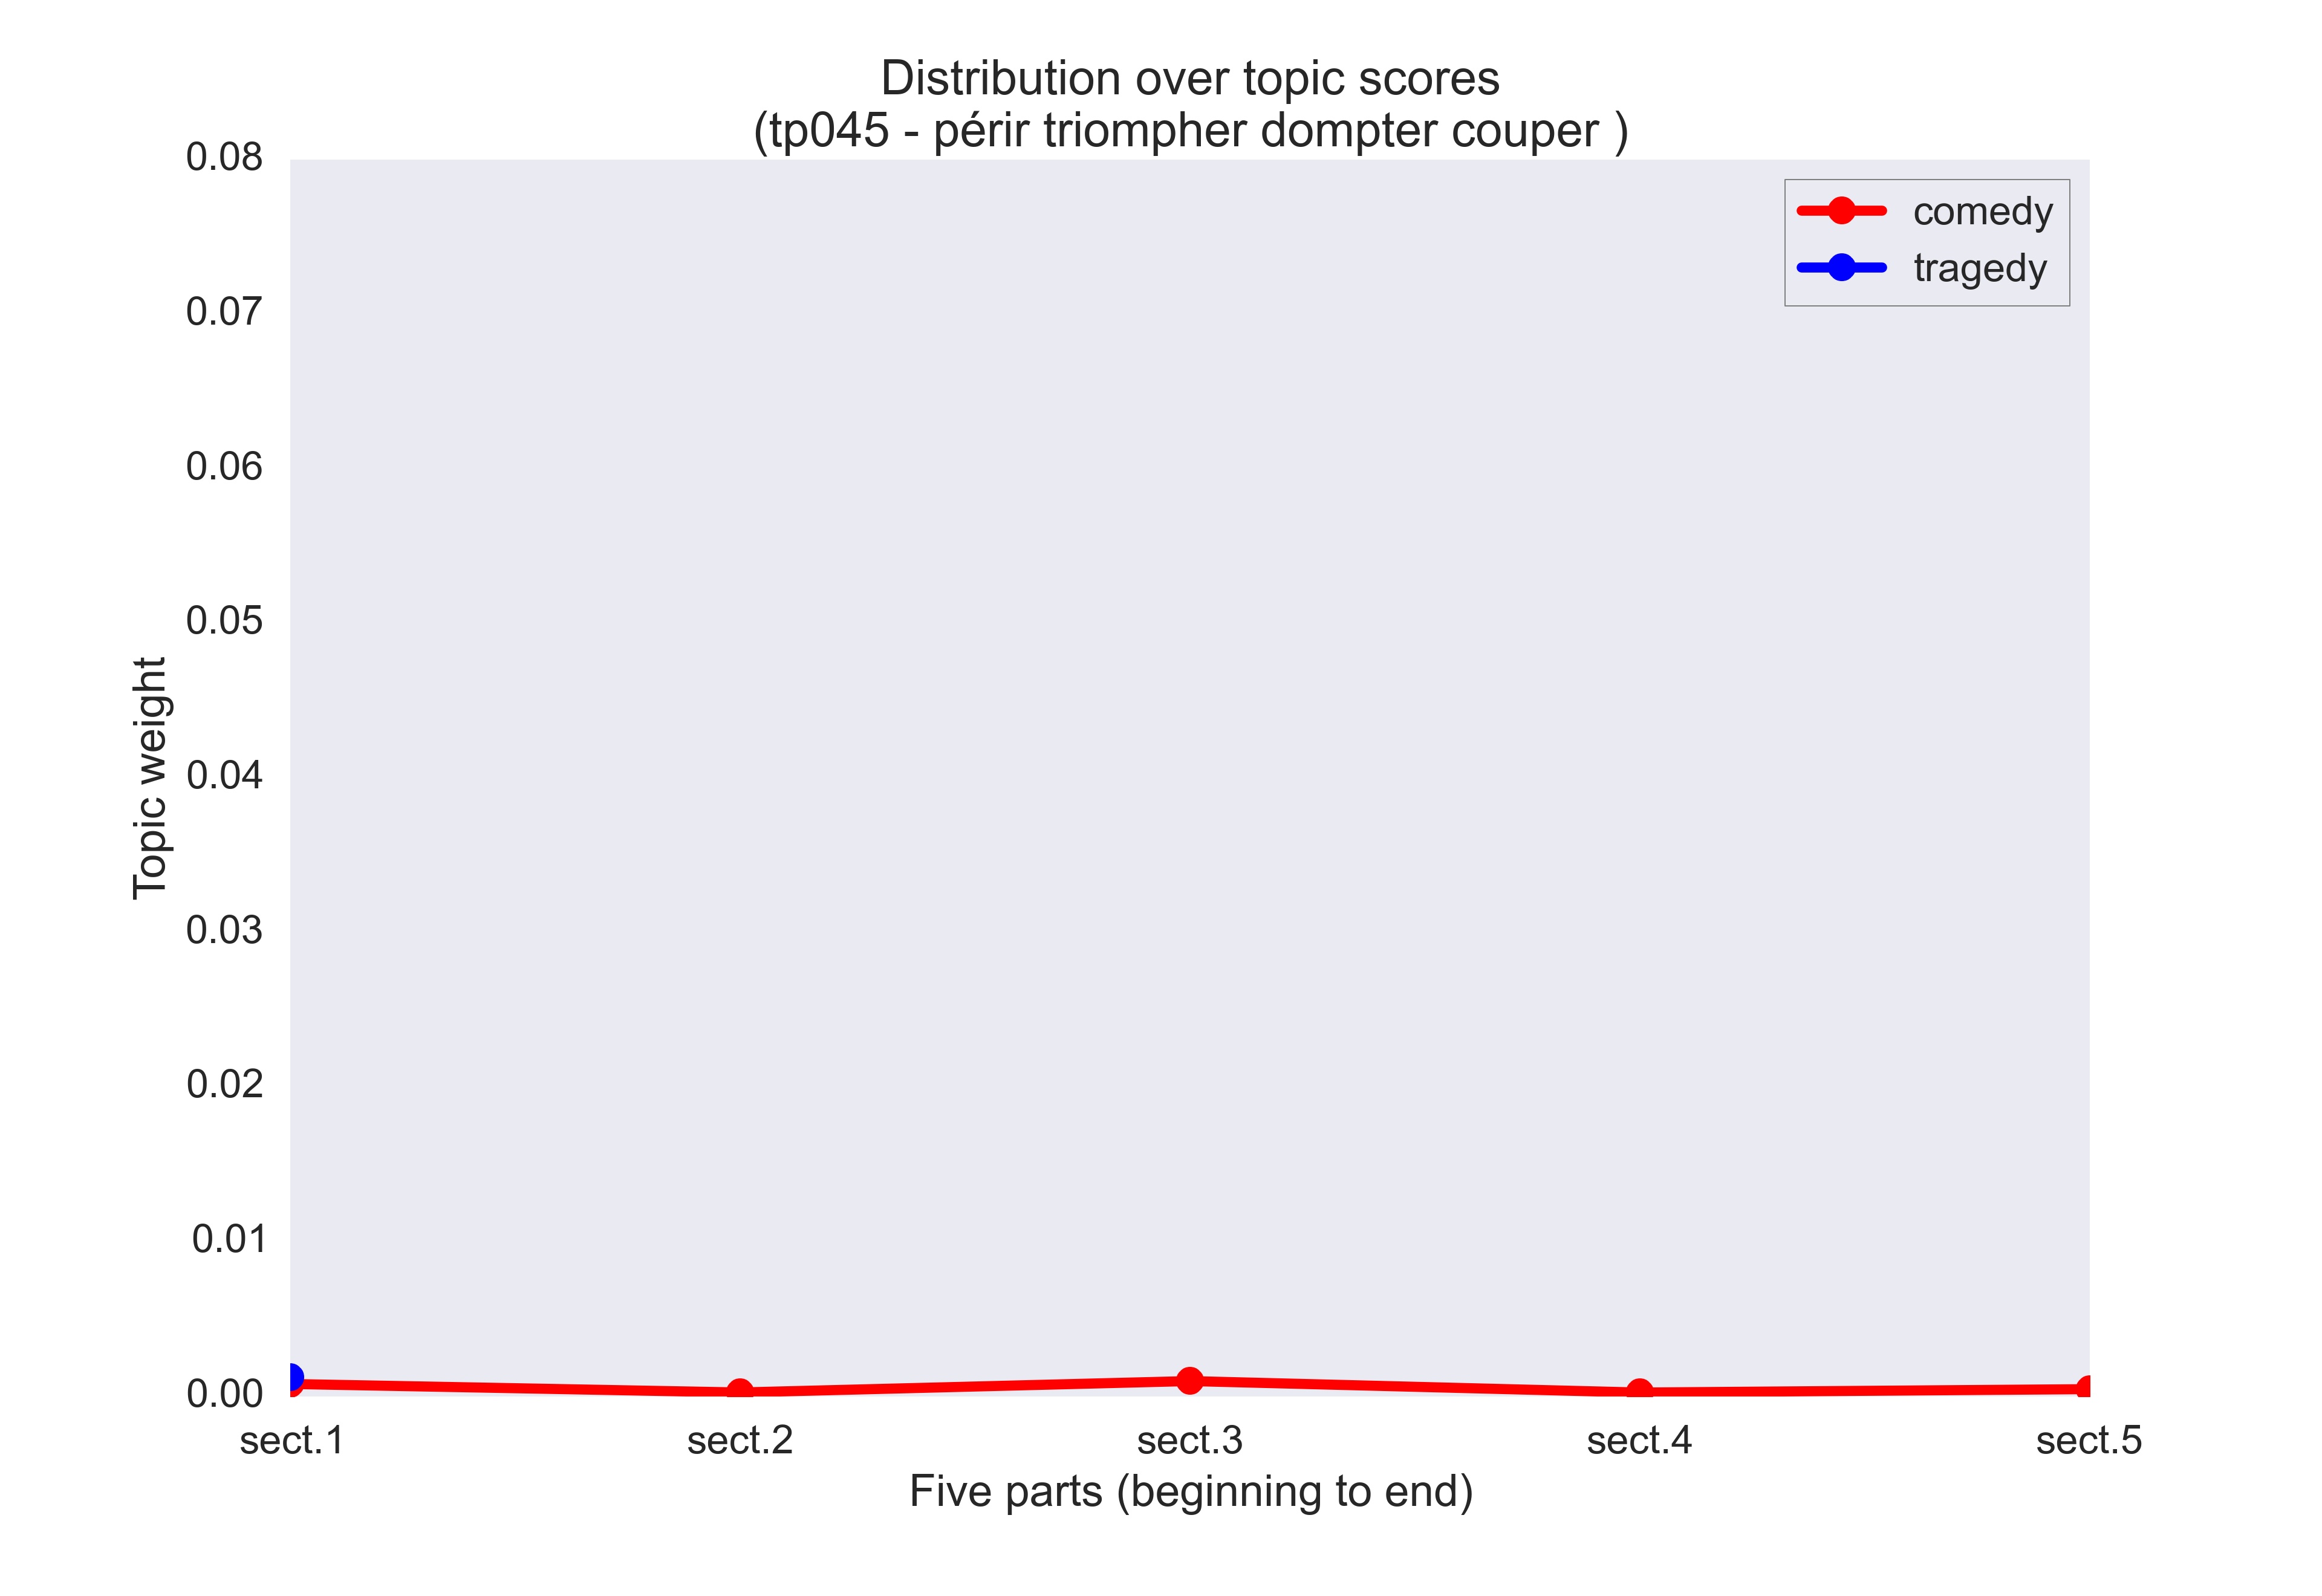 Distribution over topic scores
(tp045 - périr triompher dompter couper )
comedy
tragedy
0.08
0.07
0.06
0.05
0.04
0.03
0.02
0.01
0.00
Topic weight
sect.1
sect.2
sect.3
sect.4
sect.5
Five parts (beginning to end)